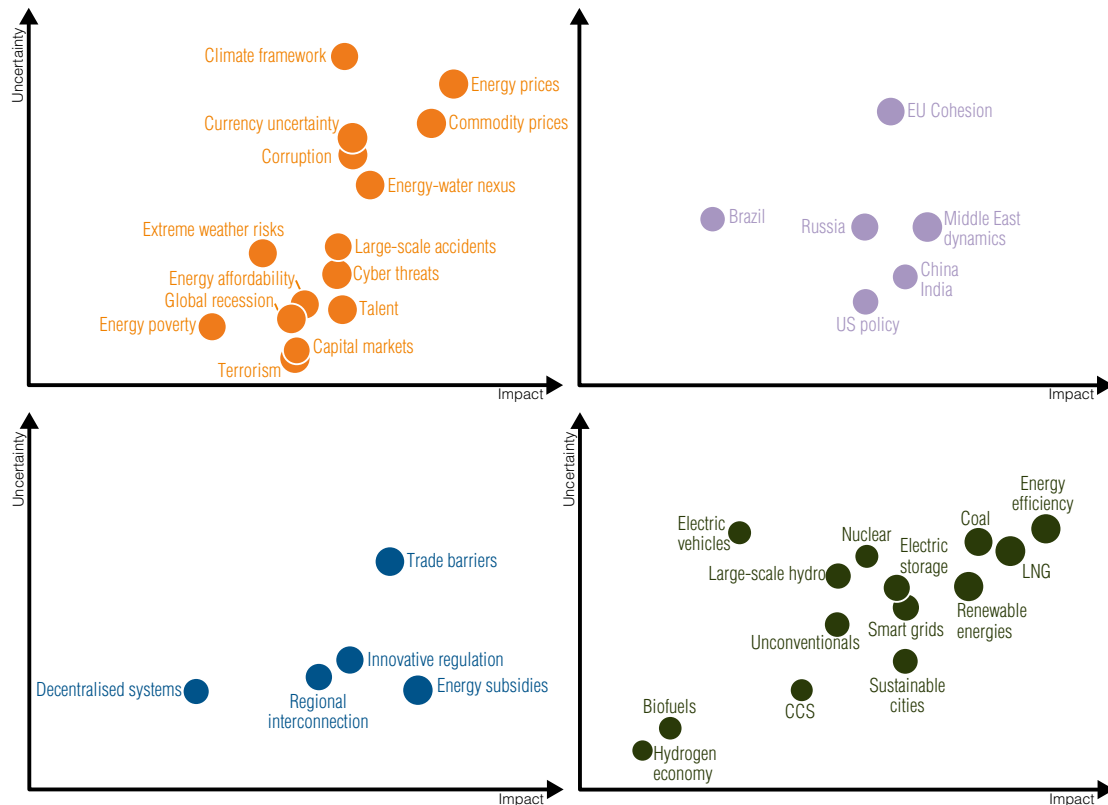 Uncertainty
Climate framework
Energy prices
Commodity prices
Currency uncertainty
Corruption
Energy-water nexus
Extreme weather risks
Large-scale accidents
Energy affordability
Cyber threats
Global recession
Talent
Energy poverty
Capital markets
Terrorism
Impact
EU Cohesion
Brazil
Russia
Middle East
dynamics
China
India
US policy
Impact
Uncertainty
Trade barriers
Innovative regulation
Decentralised systems
Energy subsidies
Regional
interconnection
Impact
Uncertainty
Energy
efficiency
Electric
vehicles
Coal
Nuclear
Electric
storage
Large-scale hydro
LNG
Renewable
energies
Smart grids
Unconventionals
Sustainable
cities
CCS
Biofuels
Hydrogen
economy
Impact